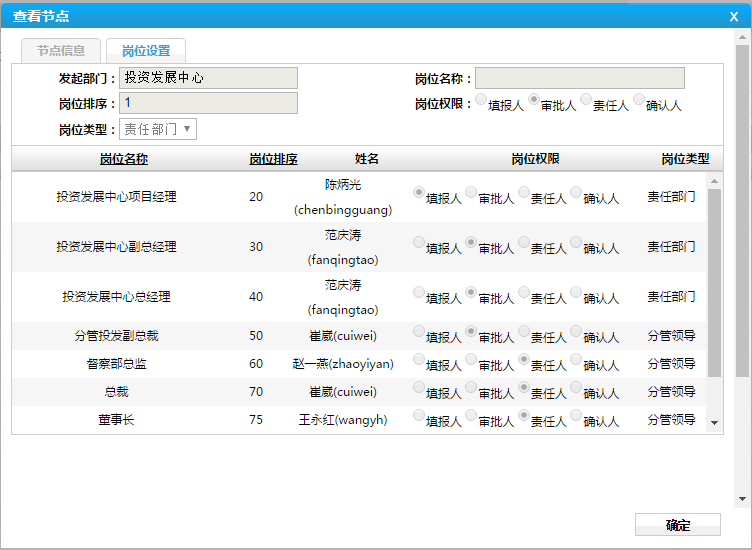 查看节点 X
节点信息 岗位设置
发起部门： 投资发展中心 岗位名称：
岗位排序： 1 岗位权限： 填报人 审批人 责任人 确认人
岗位类型： 责任部门
岗位名称 岗位排序 姓名 岗位权限 岗位类型
投资发展中心项目经理 20 陈炳光 (chenbingguang) 填报人 审批人 责任人 确认人 责任部门
投资发展中心副总经理 30 范庆涛 (fanqingtao) 填报人 审批人 责任人 确认人 责任部门
投资发展中心总经理 40 范庆涛 (fanqingtao) 填报人 审批人 责任人 确认人 责任部门
分管投发副总裁 50 崔崴(cuiwei) 填报人 审批人 责任人 确认人 分管领导
督察部总监 60 赵一燕(zhaoyiyan) 填报人 审批人 责任人 确认人 分管领导
总裁 70 崔崴(cuiwei) 填报人 审批人 责任人 确认人 分管领导
董事长 75 王永红(wangyh) 填报人 审批人 责任人 确认人 分管领导
确定